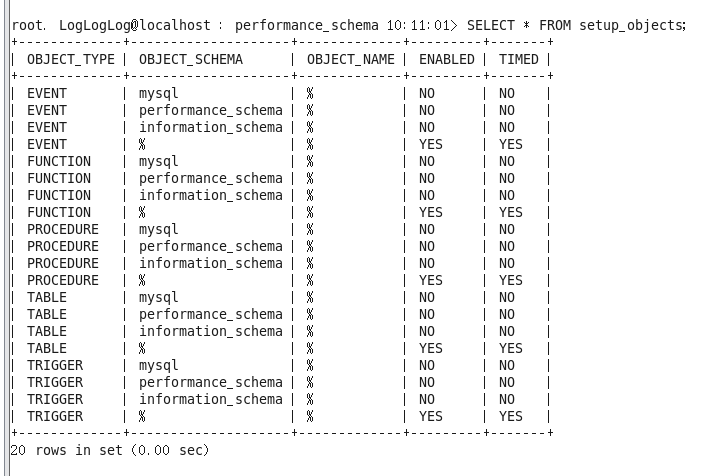 root. LogLogLog@localhost : performance_schema 10:11:01> SELECT * FROM setup_objects;
+-------------+--------------------+-------------+---------+-------+
| OBJECT_TYPE | OBJECT_SCHEMA      | OBJECT_NAME | ENABLED | TIMED |
+-------------+--------------------+-------------+---------+-------+
| EVENT       | mysql              | %           | NO      | NO    |
| EVENT       | performance_schema | %           | NO      | NO    |
| EVENT       | information_schema | %           | NO      | NO    |
| EVENT       | %                  | %           | YES     | YES   |
| FUNCTION    | mysql              | %           | NO      | NO    |
| FUNCTION    | performance_schema | %           | NO      | NO    |
| FUNCTION    | information_schema | %           | NO      | NO    |
| FUNCTION    | %                  | %           | YES     | YES   |
| PROCEDURE   | mysql              | %           | NO      | NO    |
| PROCEDURE   | performance_schema | %           | NO      | NO    |
| PROCEDURE   | information_schema | %           | NO      | NO    |
| PROCEDURE   | %                  | %           | YES     | YES   |
| TABLE       | mysql              | %           | NO      | NO    |
| TABLE       | performance_schema | %           | NO      | NO    |
| TABLE       | information_schema | %           | NO      | NO    |
| TABLE       | %                  | %           | YES     | YES   |
| TRIGGER     | mysql              | %           | NO      | NO    |
| TRIGGER     | performance_schema | %           | NO      | NO    |
| TRIGGER     | information_schema | %           | NO      | NO    |
| TRIGGER     | %                  | %           | YES     | YES   |
+-------------+--------------------+-------------+---------+-------+
20 rows in set (0.00 sec)